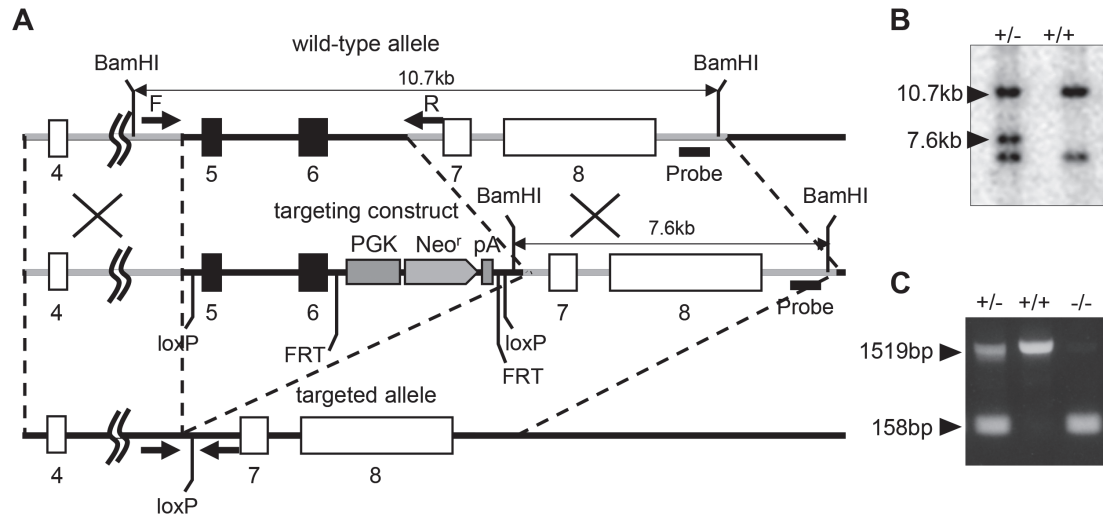 A
wild-type allele
BamHI
BamHI
10.7kb
F
R
4
5
6
7
8
Probe
targeting construct
BamHI
BamHI
7.6kb
PGK
Neoʳ
pA
4
5
6
7
8
Probe
loxP
FRT
loxP
FRT
targeted allele
4
7
8
loxP
B
+/- +/+
10.7kb
7.6kb
C
+/- +/+ -/-
1519bp
158bp